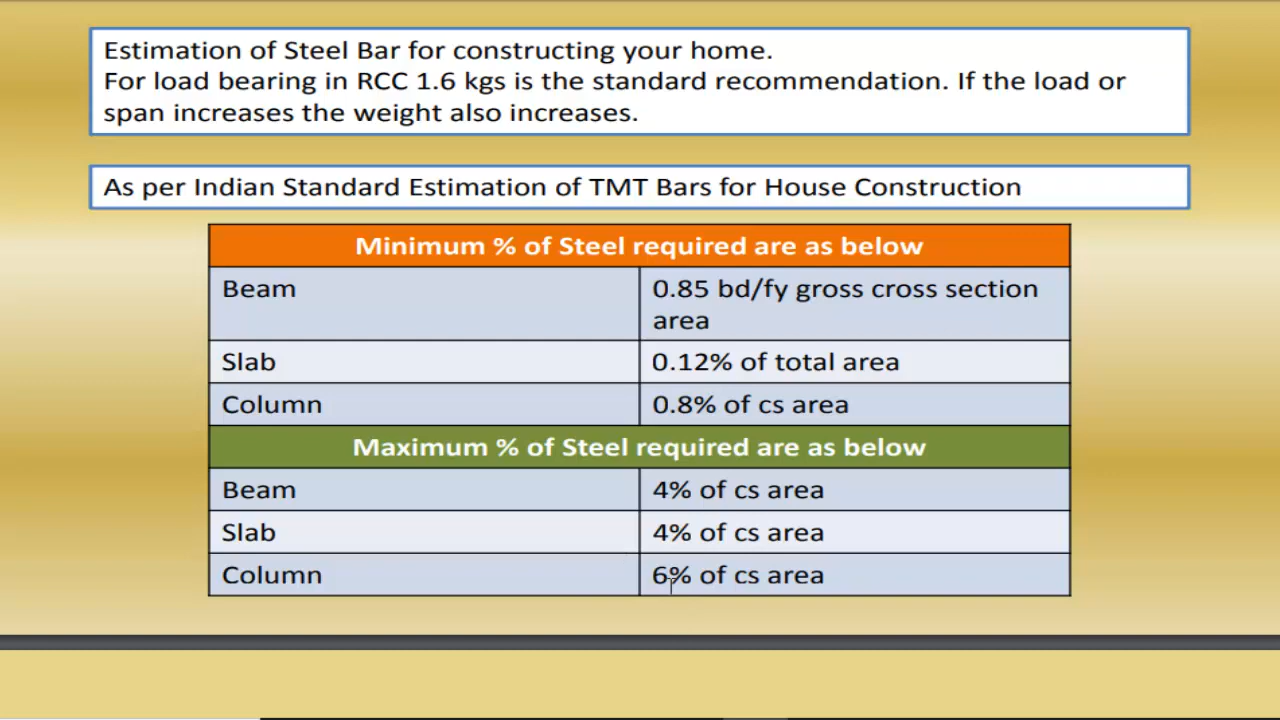 Estimation of Steel Bar for constructing your home.
For load bearing in RCC 1.6 kgs is the standard recommendation. If the load or
span increases the weight also increases.
As per Indian Standard Estimation of TMT Bars for House Construction
Minimum % of Steel required are as below
Beam
0.85 bd/fy gross cross section
area
Slab
0.12% of total area
Column
0.8% of cs area
Maximum % of Steel required are as below
Beam
4% of cs area
Slab
4% of cs area
Column
6% of cs area